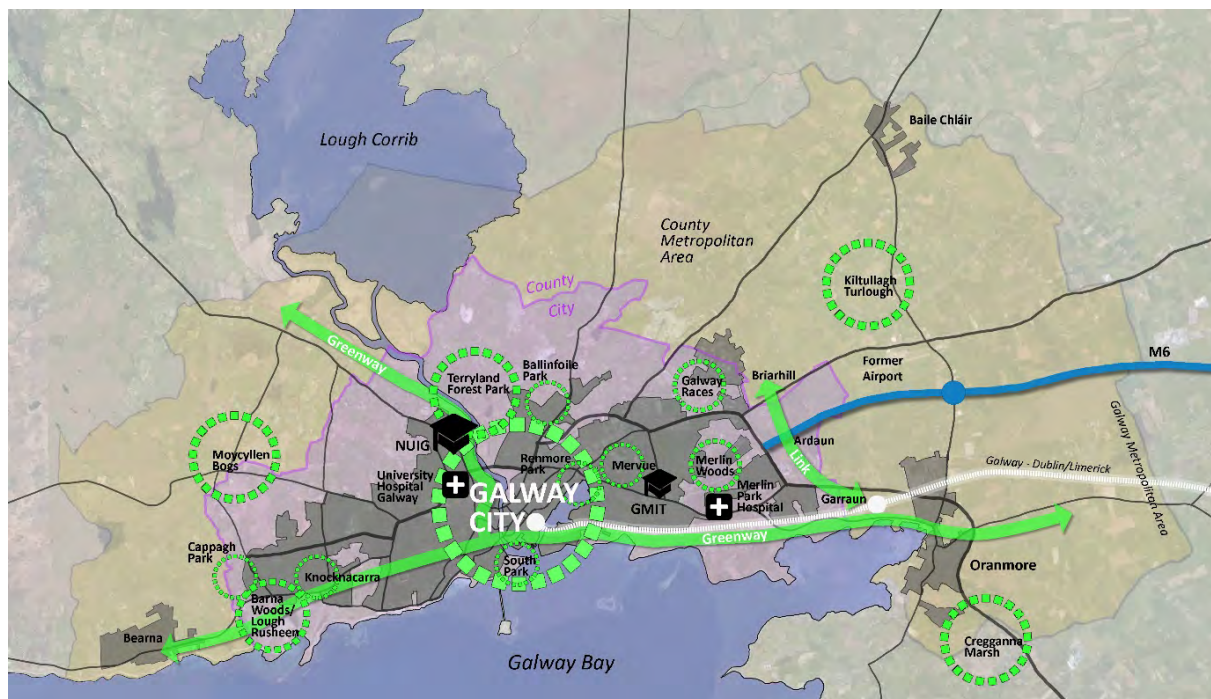 Lough Corrib
Baile Chláir
County
Metropolitan
Area
Kiltullagh
Turlough
County
City
Greenway
M6
Former
Airport
Terryland
Forest Park
Ballinfoile
Park
Galway
Races
Briarhill
Galway Metropolitan Area
NUIG
Moycyllen
Bogs
Renmore
Park
Mervue
Merlin
Woods
Ardaun
Link
Galway - Dublin/Limerick
University
Hospital
Galway
GALWAY
CITY
GMIT
Merlin
Park
Hospital
Garraun
Greenway
Cappagh
Park
Knocknacarra
South
Park
Oranmore
Barna
Woods/
Lough
Rusheen
Bearna
Cregganna
Marsh
Galway Bay